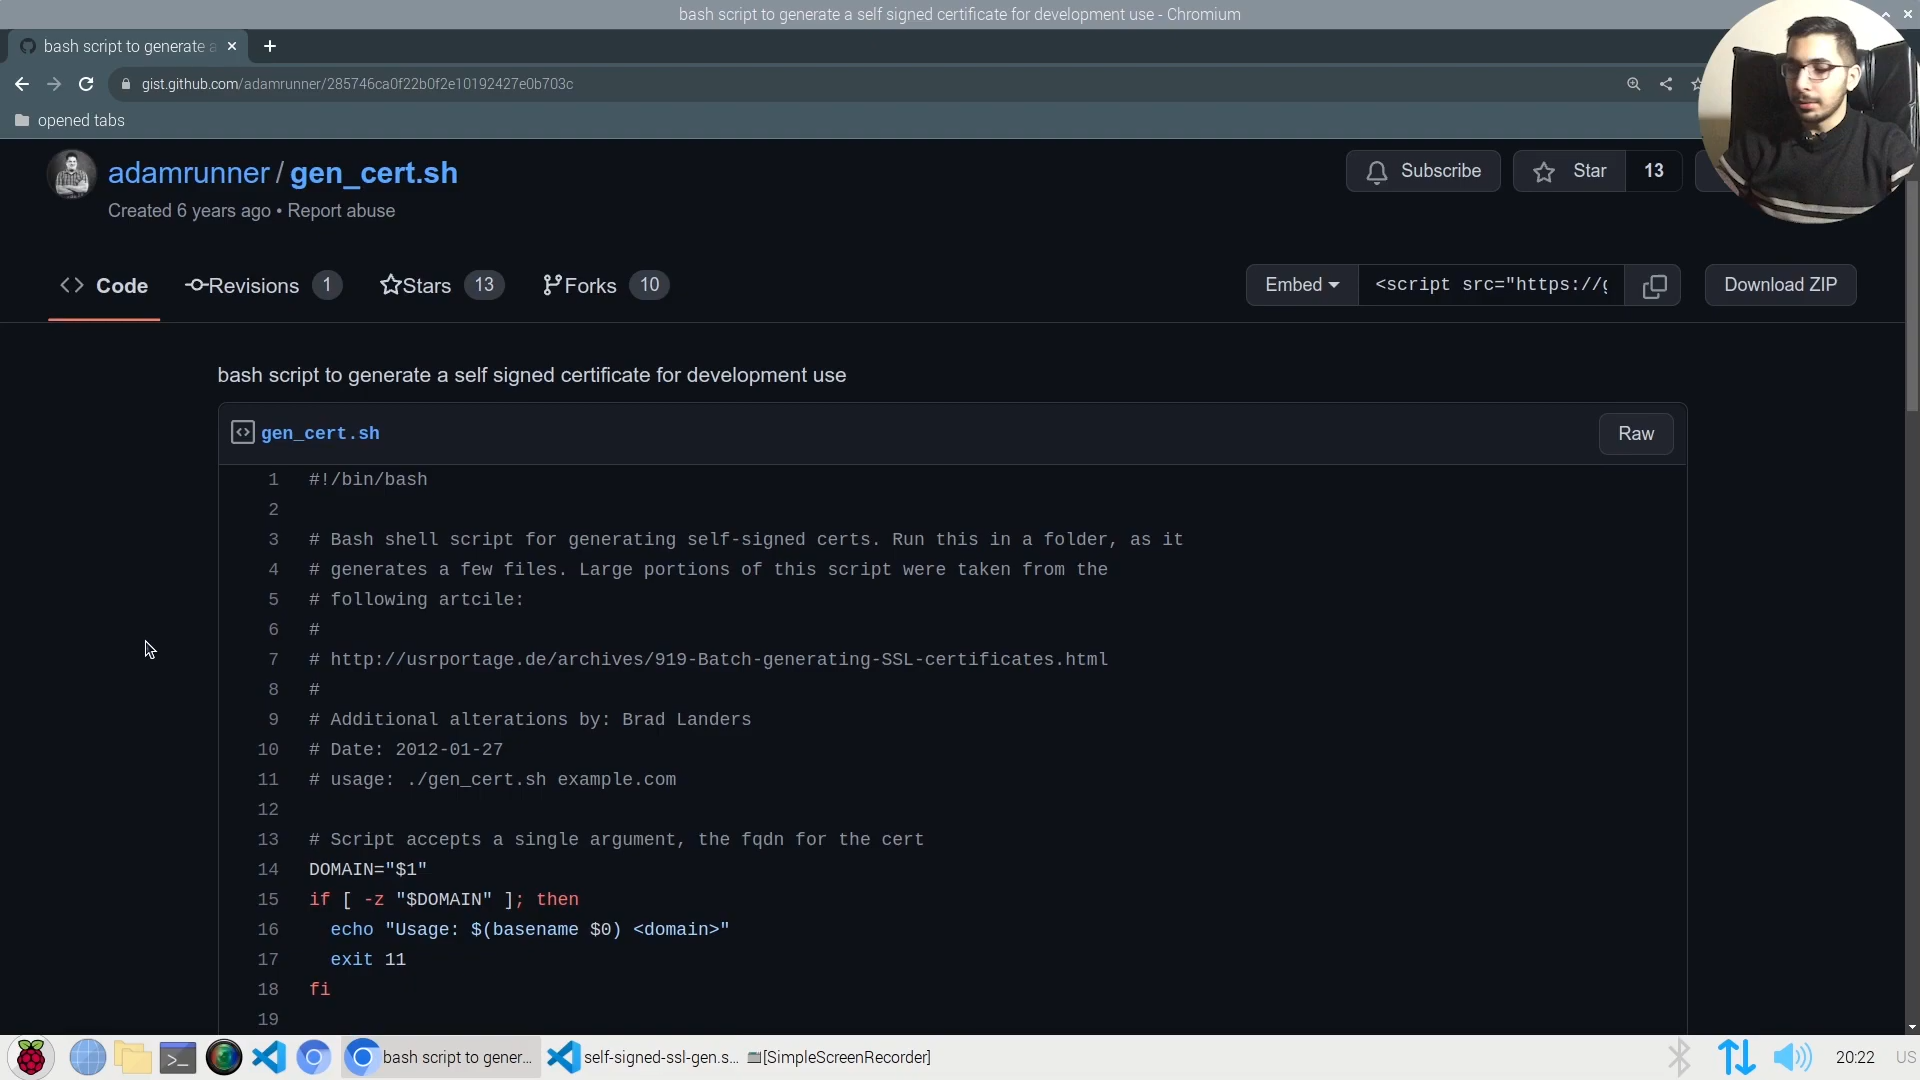 bash script to generate a self signed certificate for development use - Chromium
bash script to generate a
gist.github.com/adamrunner/285746ca0f22b0f2e10192427e0b703c
opened tabs
adamrunner / gen_cert.sh
Subscribe
Star 13
Created 6 years ago • Report abuse
Code
Revisions 1
Stars 13
Forks 10
Embed
<script src="https://g
Download ZIP
bash script to generate a self signed certificate for development use
gen_cert.sh
Raw
1 #!/bin/bash
2
3 # Bash shell script for generating self-signed certs. Run this in a folder, as it
4 # generates a few files. Large portions of this script were taken from the
5 # following artcile:
6 #
7 # http://usrportage.de/archives/919-Batch-generating-SSL-certificates.html
8 #
9 # Additional alterations by: Brad Landers
10 # Date: 2012-01-27
11 # usage: ./gen_cert.sh example.com
12
13 # Script accepts a single argument, the fqdn for the cert
14 DOMAIN="$1"
15 if [ -z "$DOMAIN" ]; then
16 echo "Usage: $(basename $0) <domain>"
17 exit 11
18 fi
19
bash script to gener...
self-signed-ssl-gen.s...
[SimpleScreenRecorder]
20:22
US